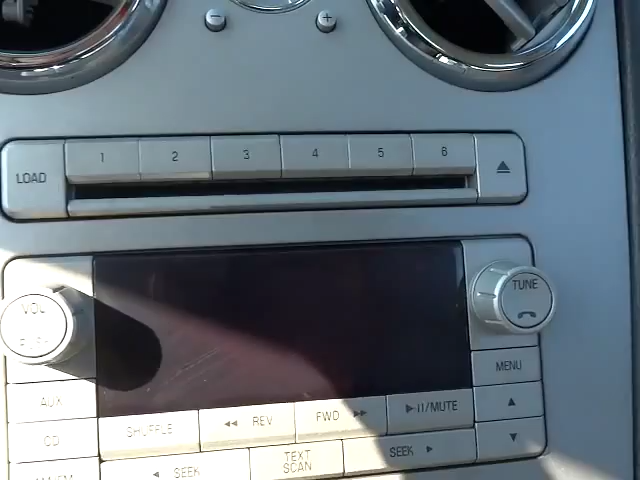 LOAD 1 2 3 4 5 6
VOL
TUNE
MENU
AUX
SHUFFLE REV FWD /MUTE
CD
SEEK TEXT SCAN SEEK